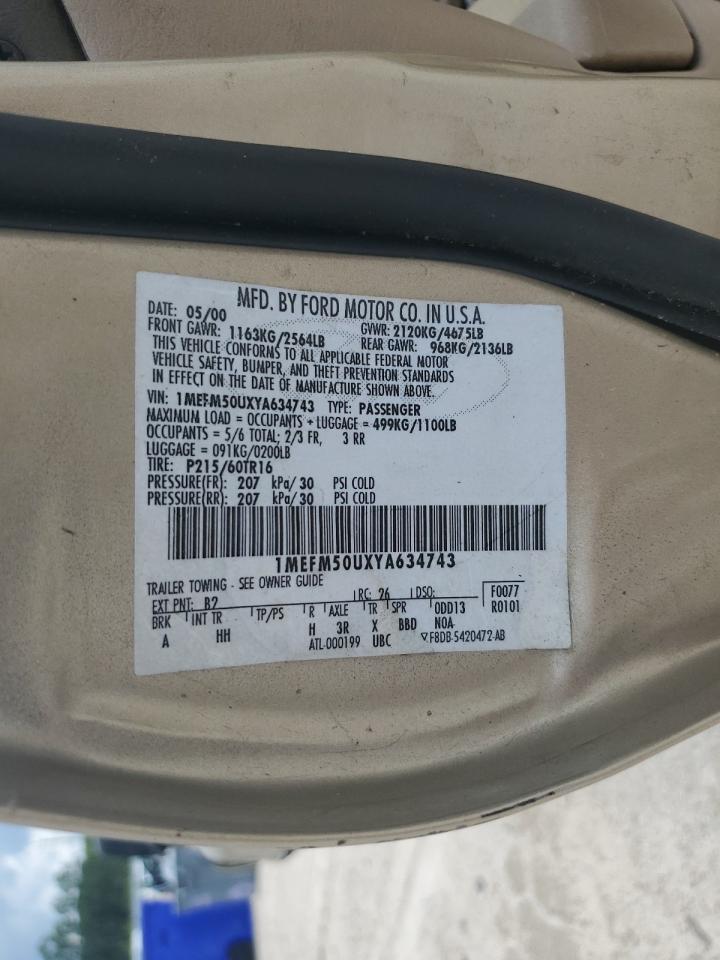 MFD. BY FORD MOTOR CO. IN U.S.A.
DATE: 05/00 GVWR: 2120KG/4675LB
FRONT GAWR: 1163KG/2564LB REAR GAWR: 968KG/2136LB
THIS VEHICLE CONFORMS TO ALL APPLICABLE FEDERAL MOTOR
VEHICLE SAFETY, BUMPER, AND THEFT PREVENTION STANDARDS
IN EFFECT ON THE DATE OF MANUFACTURE SHOWN ABOVE.
VIN: 1MEFM50UXYA634743 TYPE: PASSENGER
MAXIMUM LOAD = OCCUPANTS + LUGGAGE = 499KG/1100LB
OCCUPANTS = 5/6 TOTAL; 2/3 FR, 3 RR
LUGGAGE = 091KG/0200LB
TIRE: P215/60TR16
PRESSURE(FR): 207 kPa/30 PSI COLD
PRESSURE(RR): 207 kPa/30 PSI COLD
1MEFM50UXYA634743
TRAILER TOWING - SEE OWNER GUIDE
EXT PNT: B2 RC: 26 DSO: F0077
BRK INT TR TP/PS R AXLE TR SPR ODD13 R0101
A HH H 3R X BBD NOA
ATL-000199 UBC F8DB-5420472-AB